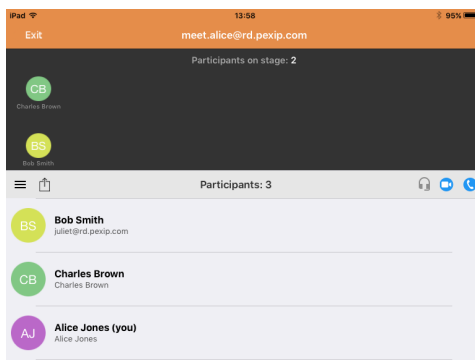 iPad 13:58 95%
Exit meet.alice@rd.pexip.com
Participants on stage: 2
CB
Charles Brown
BS
Bob Smith
Participants: 3
BS
Bob Smith
juliet@rd.pexip.com
CB
Charles Brown
Charles Brown
AJ
Alice Jones (you)
Alice Jones